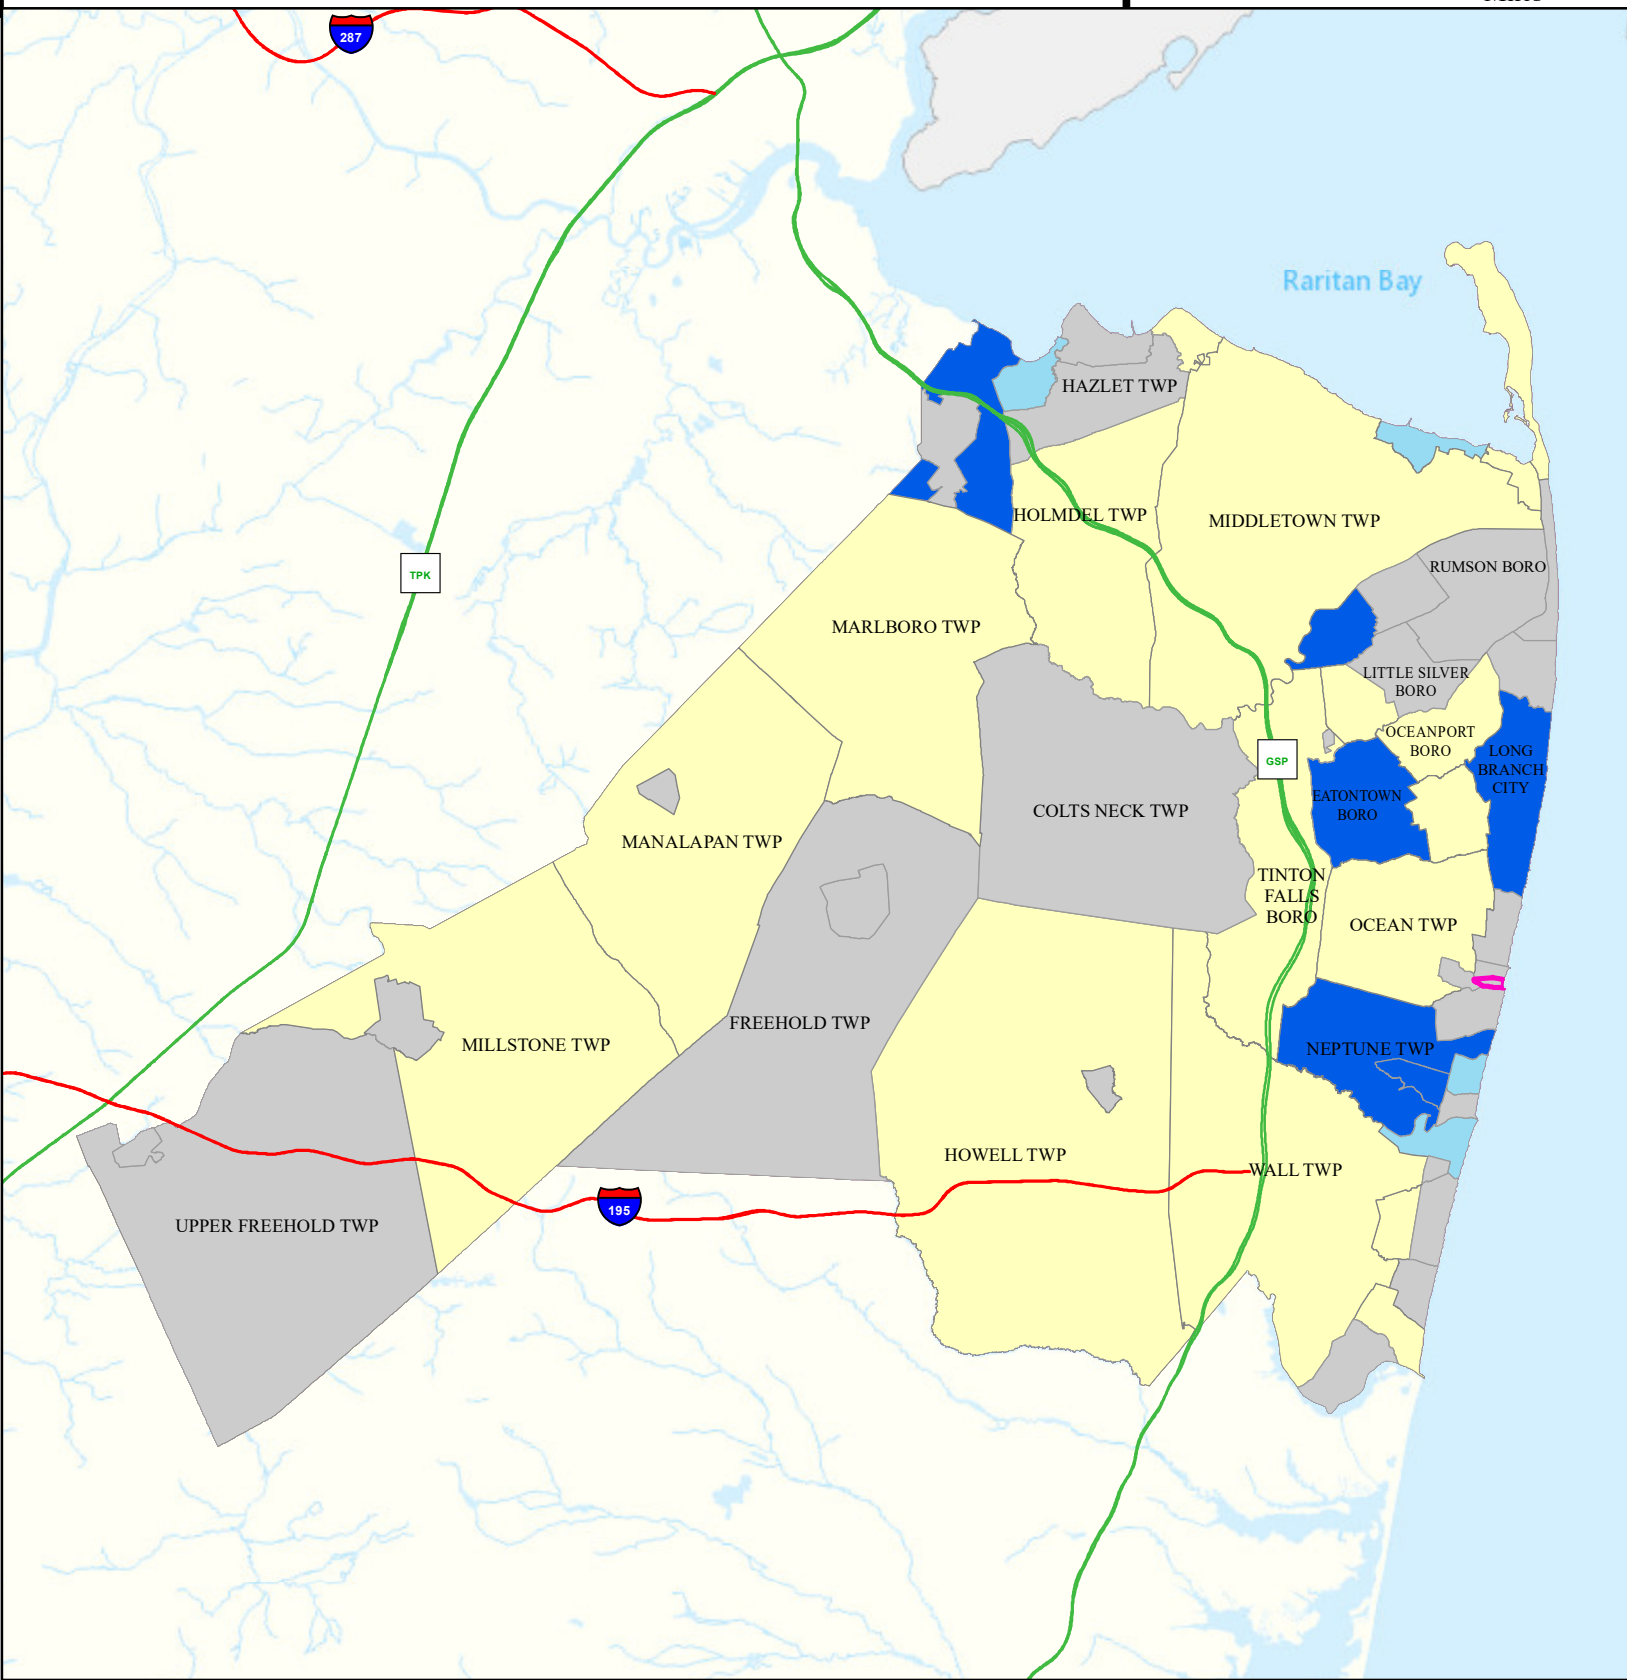 287
Raritan Bay
HAZLET TWP
HOLMDEL TWP
MIDDLETOWN TWP
RUMSON BORO
TPK
MARLBORO TWP
LITTLE SILVER
BORO
OCEANPORT
BORO
LONG
BRANCH
CITY
GSP
EATONTOWN
BORO
COLTS NECK TWP
MANALAPAN TWP
TINTON
FALLS
BORO
OCEAN TWP
FREEHOLD TWP
MILLSTONE TWP
NEPTUNE TWP
HOWELL TWP
WALL TWP
195
UPPER FREEHOLD TWP